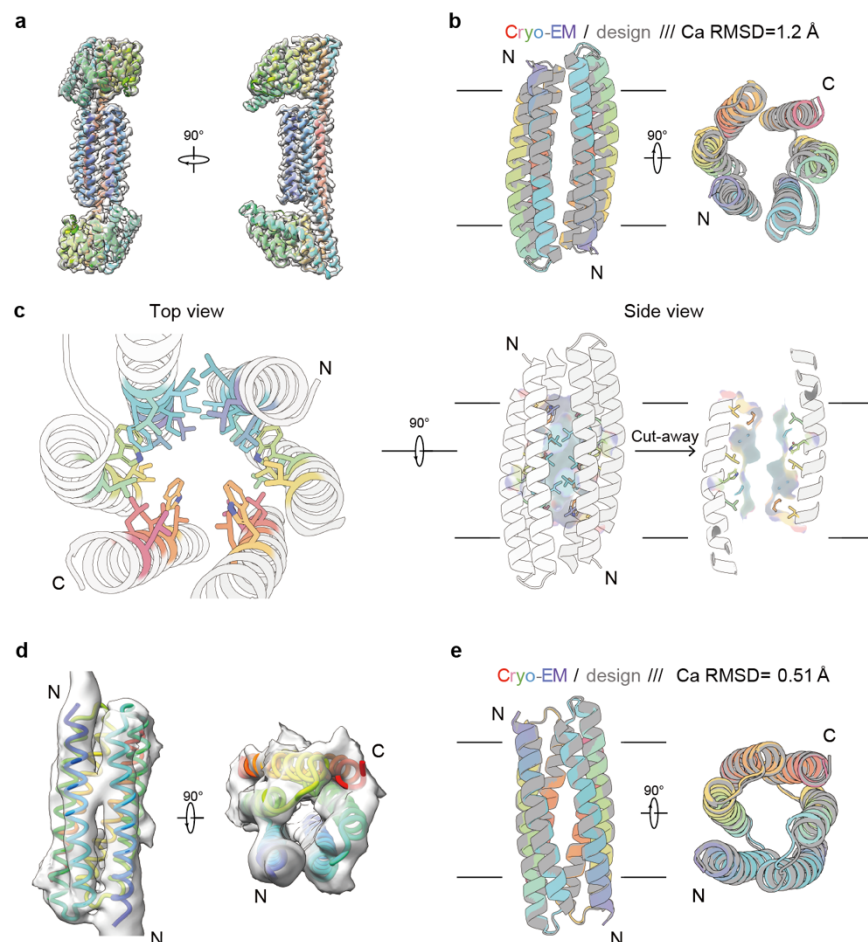 a
90°
b
Cryo-EM / design /// Ca RMSD=1.2 Å
N
90°
C
N
N
c
Top view
Side view
N
N
90°
Cut-away
C
N
d
N
90°
C
N
N
e
Cryo-EM / design /// Ca RMSD= 0.51 Å
N
90°
C
N
N